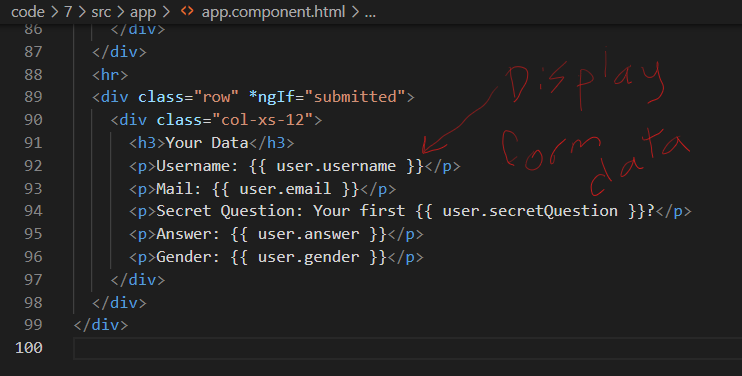 code > 7 > src > app > <> app.component.html > ...
86 </div>
87 </div>
88 <hr>
89 <div class="row" *ngIf="submitted">
90 <div class="col-xs-12">
91 <h3>Your Data</h3>
92 <p>Username: {{ user.username }}</p>
93 <p>Mail: {{ user.email }}</p>
94 <p>Secret Question: Your first {{ user.secretQuestion }}?</p>
95 <p>Answer: {{ user.answer }}</p>
96 <p>Gender: {{ user.gender }}</p>
97 </div>
98 </div>
99 </div>
100
Display
form data